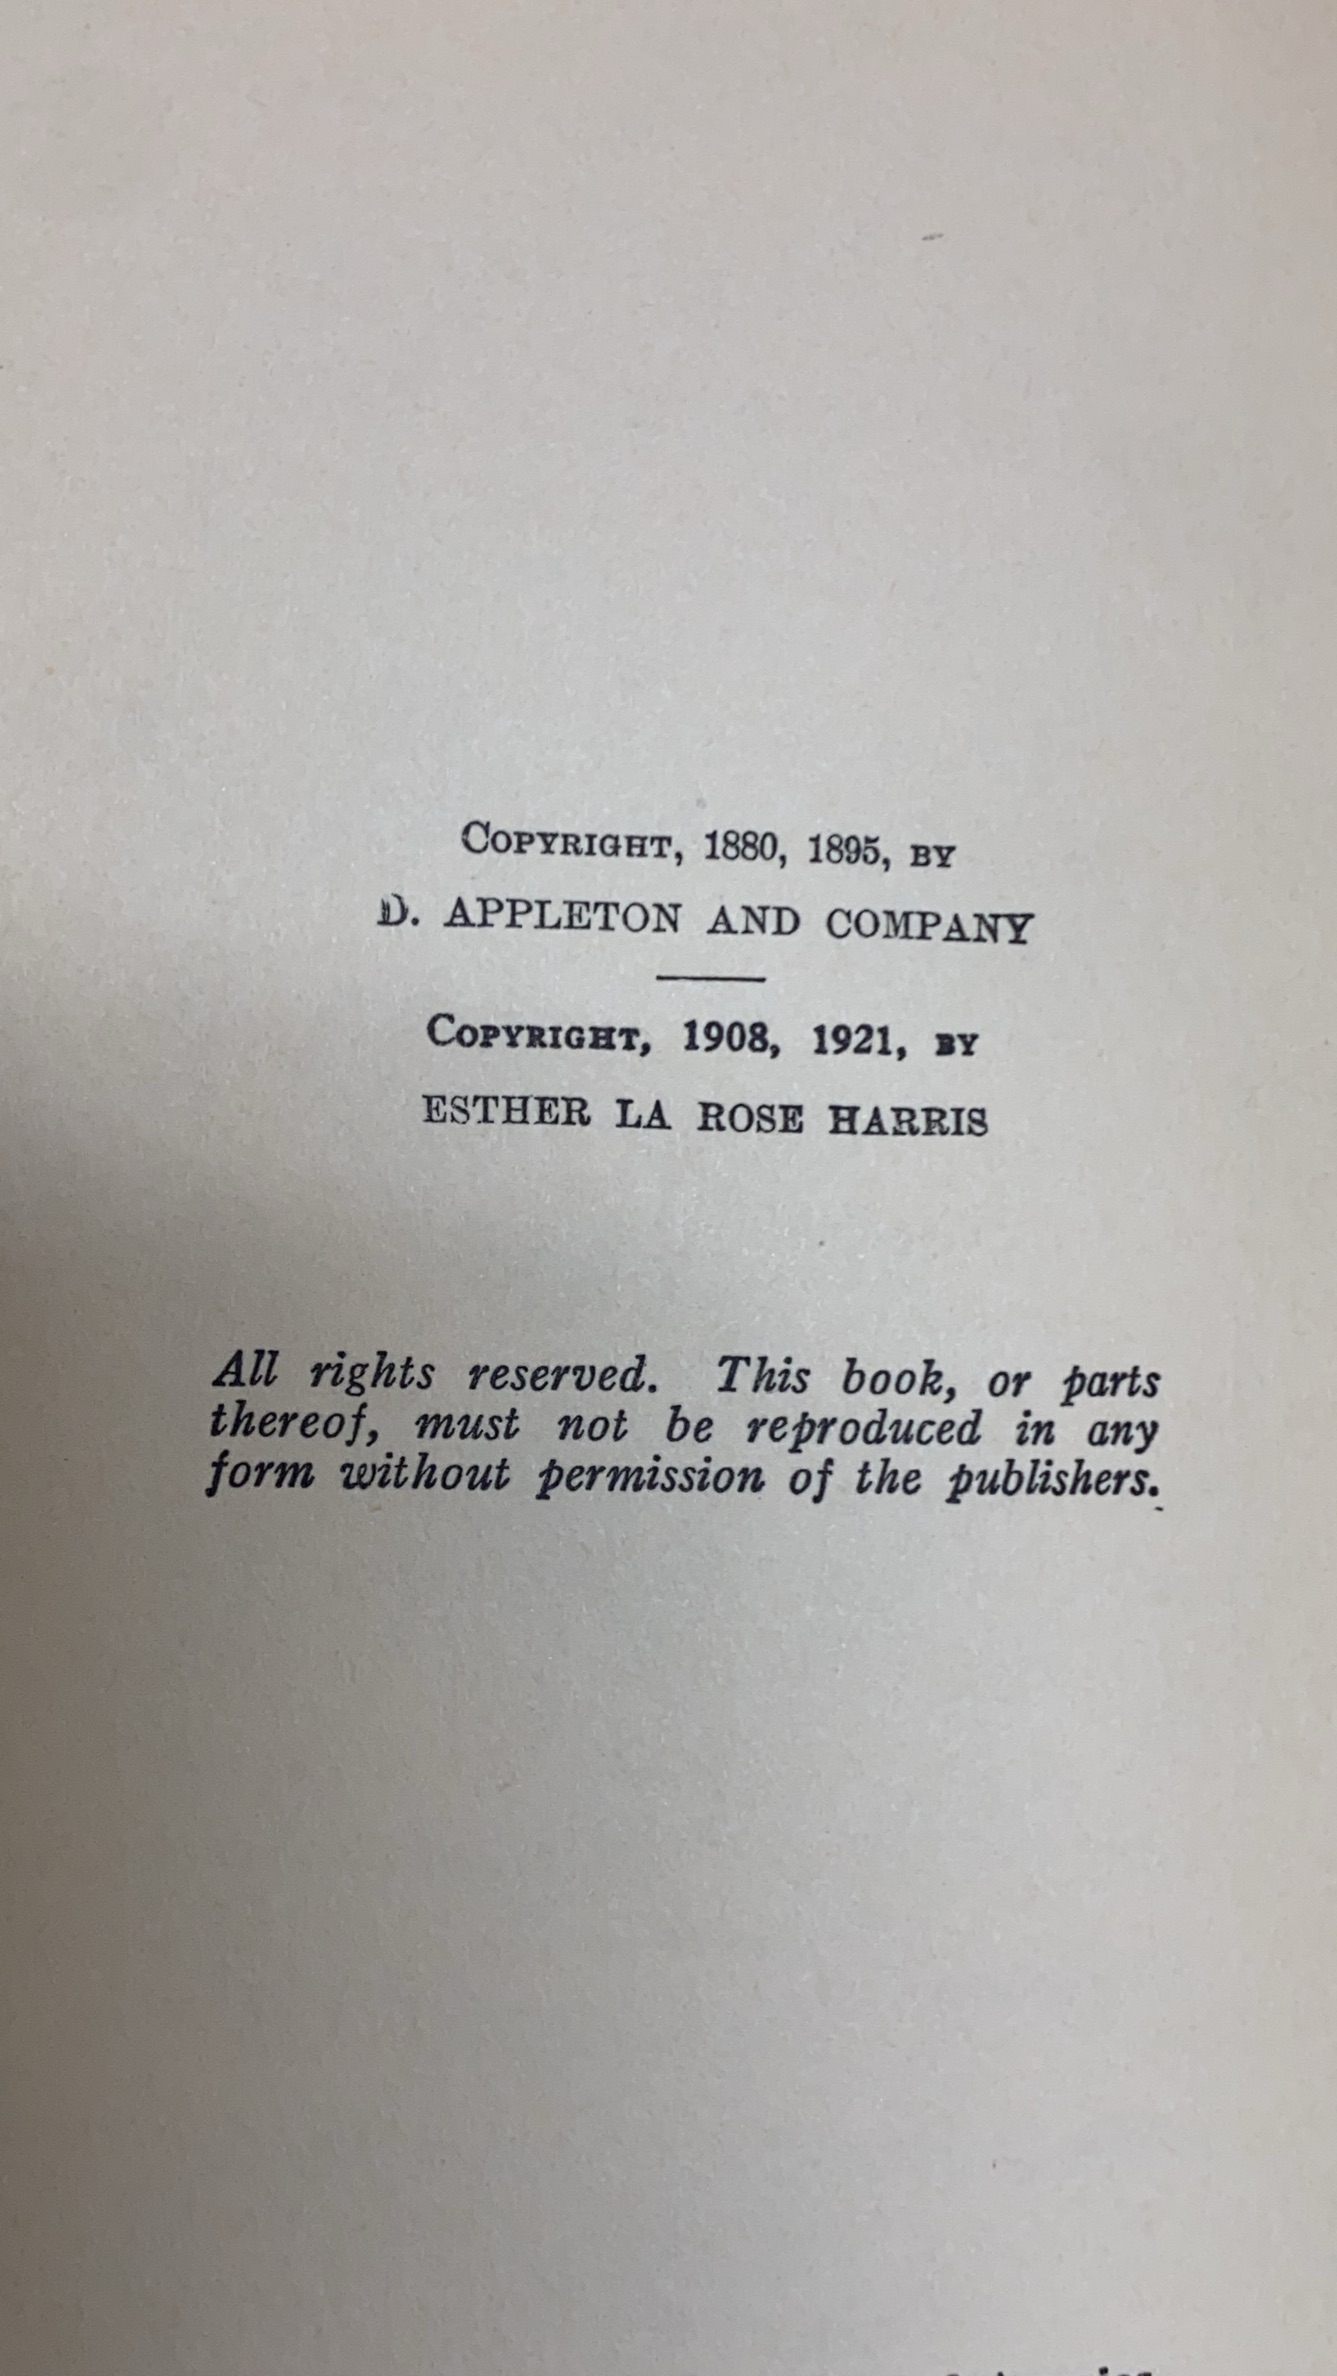 COPYRIGHT, 1880, 1895, BY
D. APPLETON AND COMPANY
COPYRIGHT, 1908, 1921, BY
ESTHER LA ROSE HARRIS
All rights reserved. This book, or parts
thereof, must not be reproduced in any
form without permission of the publishers.